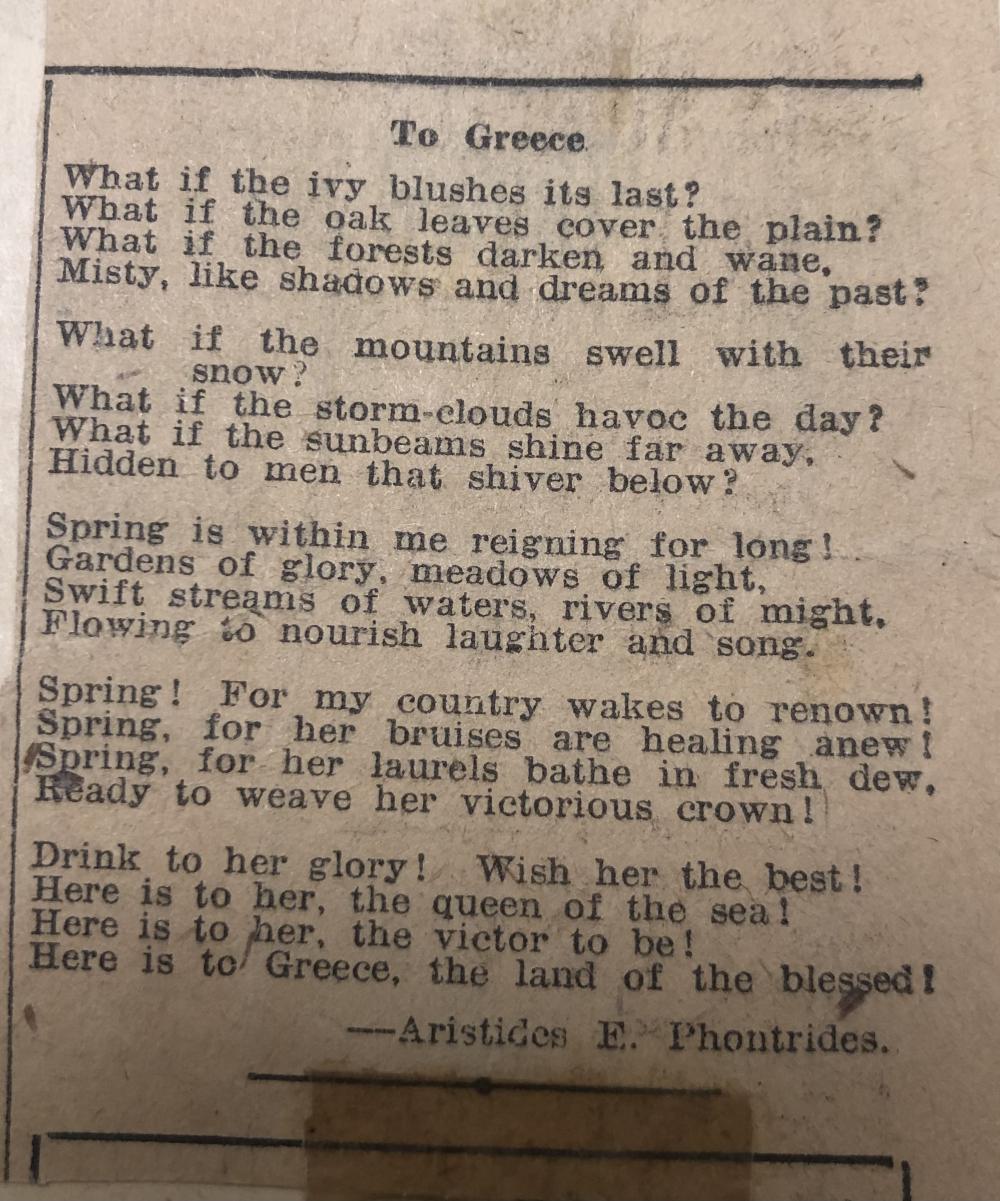 To Greece
What if the ivy blushes its last?
What if the oak leaves cover the plain?
What if the forests darken and wane,
Misty, like shadows and dreams of the past?
What if the mountains swell with their
snow?
What if the storm-clouds havoc the day?
What if the sunbeams shine far away,
Hidden to men that shiver below?
Spring is within me reigning for long!
Gardens of glory, meadows of light,
Swift streams of waters, rivers of might,
Flowing to nourish laughter and song.
Spring! For my country wakes to renown!
Spring, for her bruises are healing anew!
Spring, for her laurels bathe in fresh dew,
Ready to weave her victorious crown!
Drink to her glory! Wish her the best!
Here is to her, the queen of the sea!
Here is to her, the victor to be!
Here is to Greece, the land of the blessed!
—Aristides E. Phontrides.